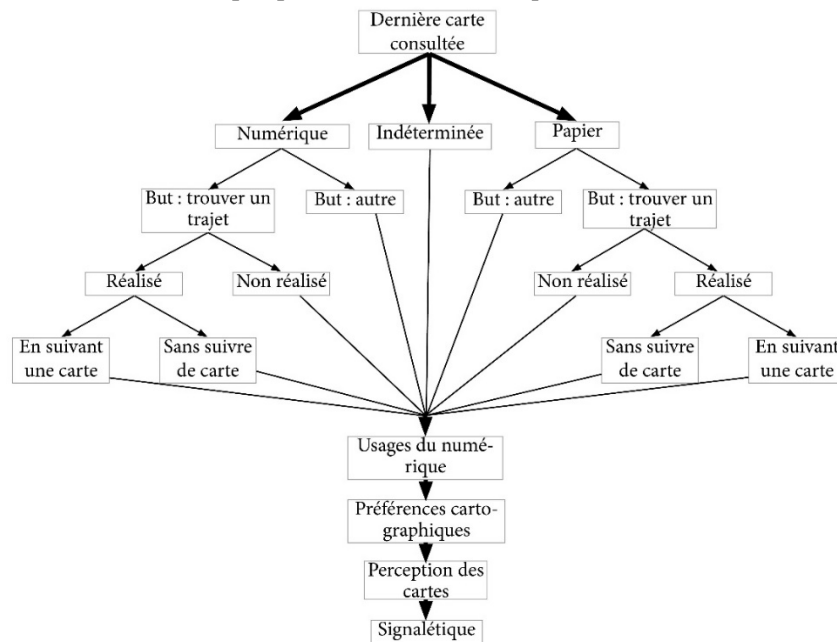 Dernière carte
consultée
Numérique
Indéterminée
Papier
But : trouver un
trajet
But : autre
But : autre
But : trouver un
trajet
Réalisé
Non réalisé
Non réalisé
Réalisé
En suivant
une carte
Sans suivre
de carte
Sans suivre
de carte
En suivant
une carte
Usages du numé-
rique
Préférences carto-
graphiques
Perception des
cartes
Signalétique